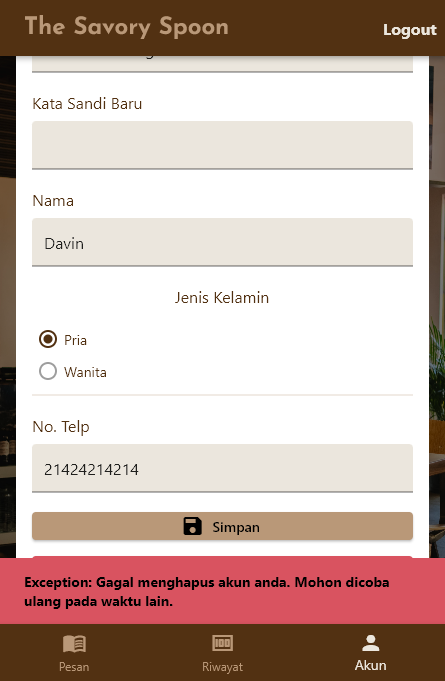 The Savory Spoon
Logout
Kata Sandi Baru
Nama
Davin
Jenis Kelamin
Pria
Wanita
No. Telp
21424214214
Simpan
Exception: Gagal menghapus akun anda. Mohon dicoba
ulang pada waktu lain.
Pesan
Riwayat
Akun